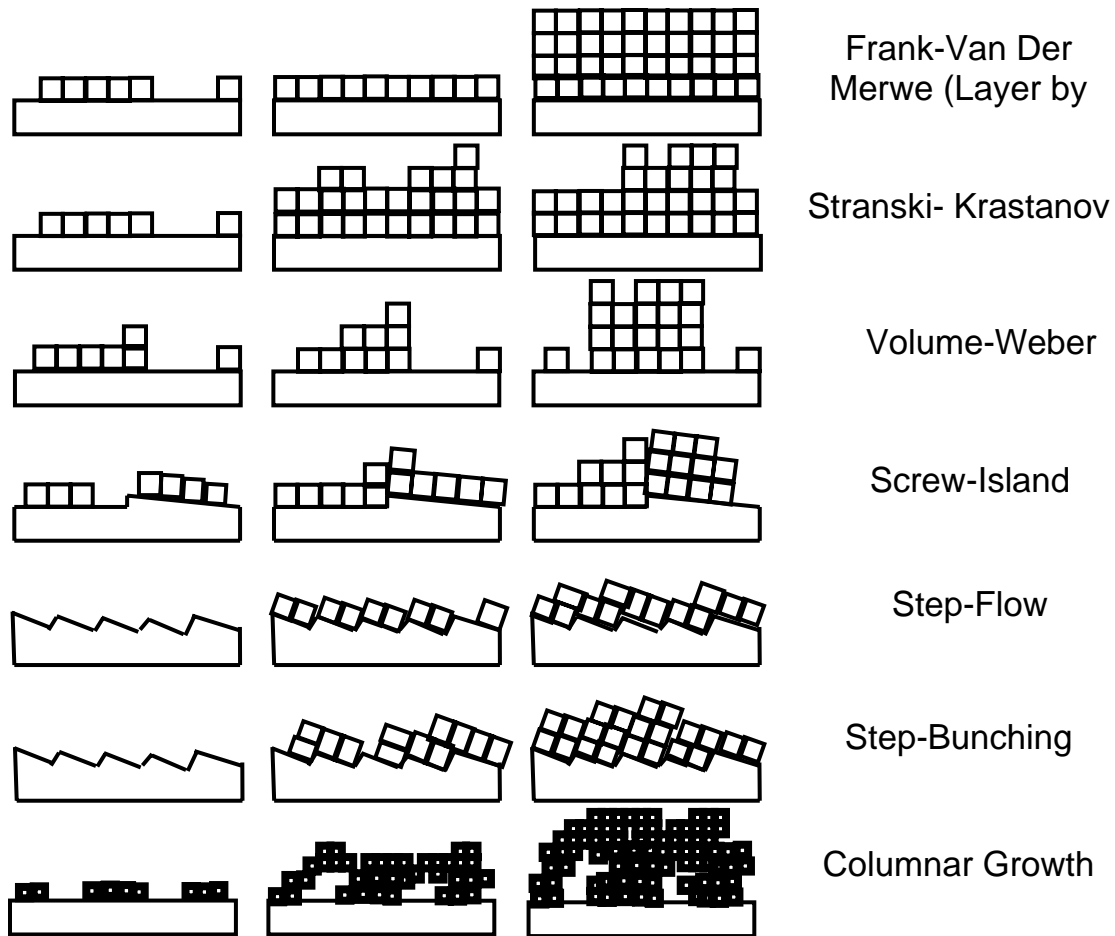 Frank-Van Der
Merwe (Layer by
Stranski- Krastanov
Volume-Weber
Screw-Island
Step-Flow
Step-Bunching
Columnar Growth